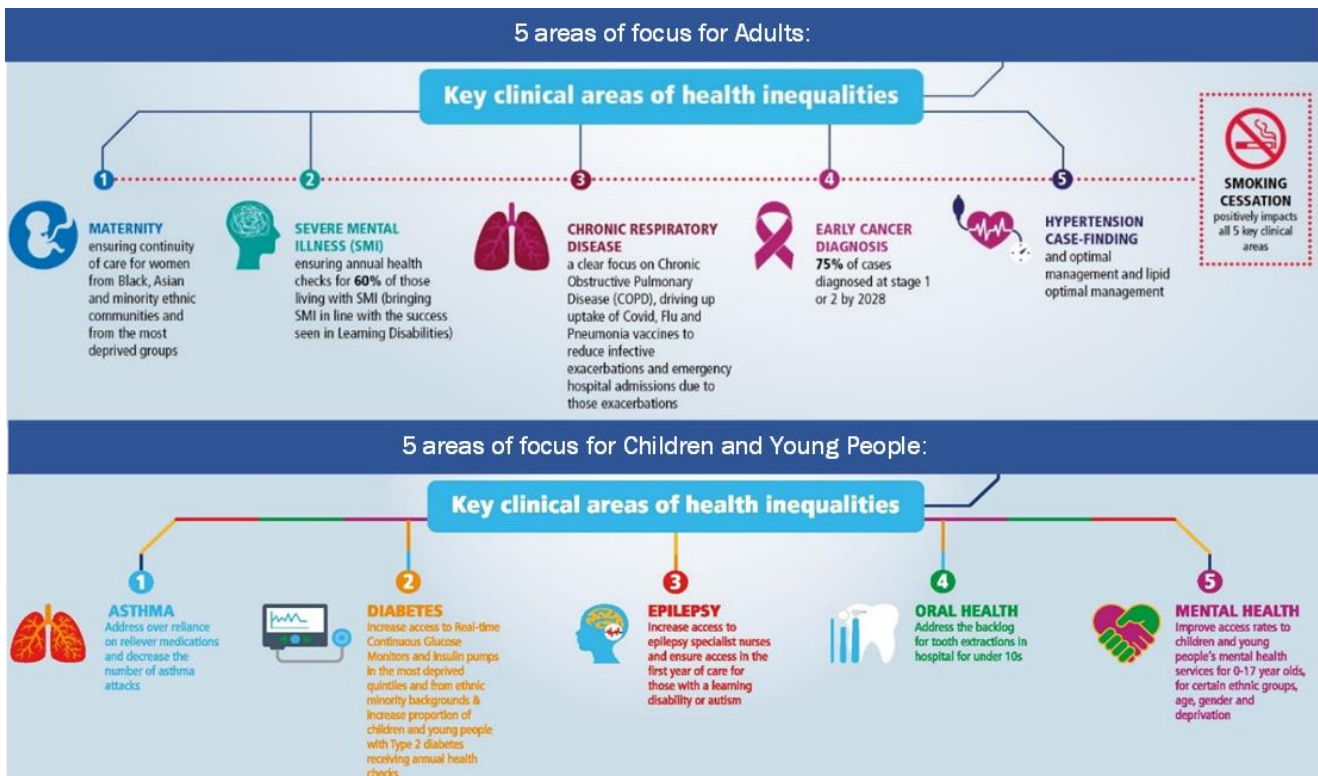 5 areas of focus for Adults:
Key clinical areas of health inequalities
1
MATERNITY
ensuring continuity
of care for women
from Black, Asian
and minority ethnic
communities and
from the most
deprived groups
2
SEVERE MENTAL
ILLNESS (SMI)
ensuring annual health
checks for 60% of those
living with SMI (bringing
SMI in line with the success
seen in Learning Disabilities)
3
CHRONIC RESPIRATORY
DISEASE
a clear focus on Chronic
Obstructive Pulmonary
Disease (COPD), driving up
uptake of Covid, Flu and
Pneumonia vaccines to
reduce infective
exacerbations and emergency
hospital admissions due to
those exacerbations
4
EARLY CANCER
DIAGNOSIS
75% of cases
diagnosed at stage 1
or 2 by 2028
5
HYPERTENSION
CASE-FINDING
and optimal
management and lipid
optimal management
SMOKING
CESSATION
positively impacts
all 5 key clinical
areas
5 areas of focus for Children and Young People:
Key clinical areas of health inequalities
1
ASTHMA
Address over reliance
on reliever medications
and decrease the
number of asthma
attacks
2
DIABETES
Increase access to Real-time
Continuous Glucose
Monitors and insulin pumps
in the most deprived
quintiles and from ethnic
minority backgrounds &
increase proportion of
children and young people
with Type 2 diabetes
receiving annual health
checks
3
EPILEPSY
Increase access to
epilepsy specialist nurses
and ensure access in the
first year of care for
those with a learning
disability or autism
4
ORAL HEALTH
Address the backlog
for tooth extractions in
hospital for under 10s
5
MENTAL HEALTH
Improve access rates to
children and young
people's mental health
services for 0-17 year olds,
for certain ethnic groups,
age, gender and
deprivation